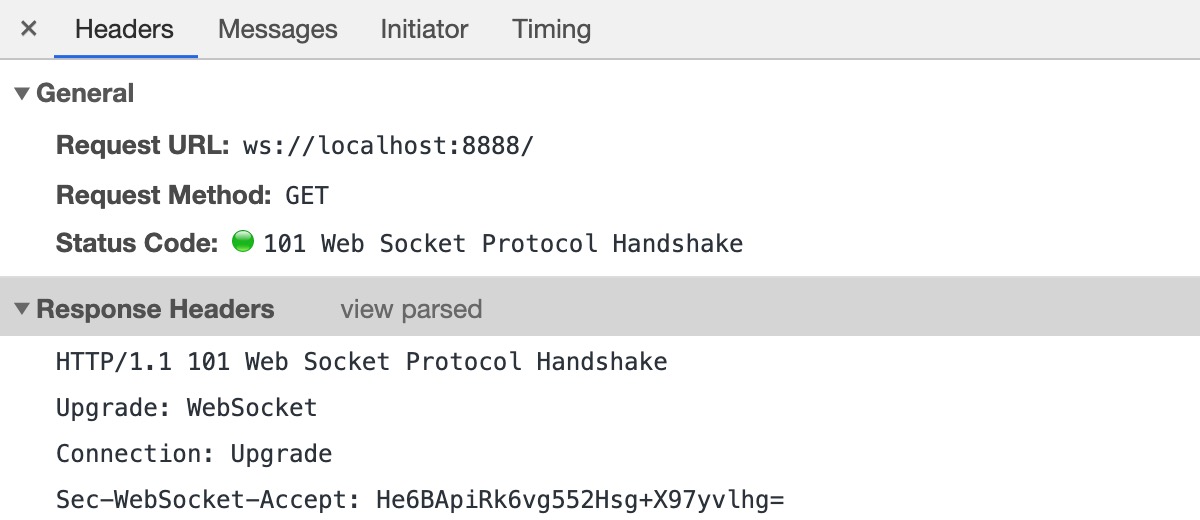 × Headers Messages Initiator Timing
▼ General
Request URL: ws://localhost:8888/
Request Method: GET
Status Code: 101 Web Socket Protocol Handshake
▼ Response Headers view parsed
HTTP/1.1 101 Web Socket Protocol Handshake
Upgrade: WebSocket
Connection: Upgrade
Sec-WebSocket-Accept: He6BApiRk6vg552Hsg+X97yvlhg=